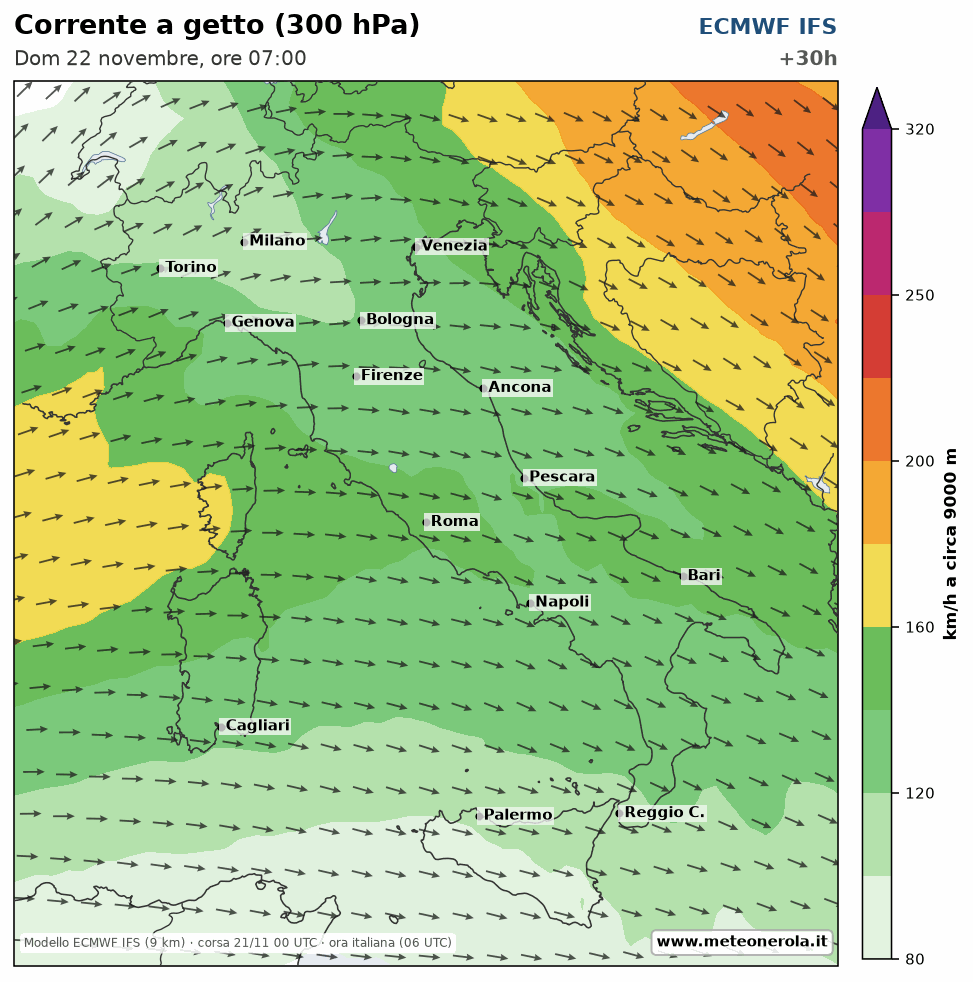 Corrente a getto (300 hPa)
ECMWF IFS
Dom 22 novembre, ore 07:00
+30h
Milano
Venezia
Torino
Genova
Bologna
Firenze
Ancona
Pescara
Roma
Bari
Napoli
Cagliari
Palermo
Reggio C.
320
250
200
160
120
80
km/h a circa 9000 m
Modello ECMWF IFS (9 km) · corsa 21/11 00 UTC · ora italiana (06 UTC)
www.meteonerola.it